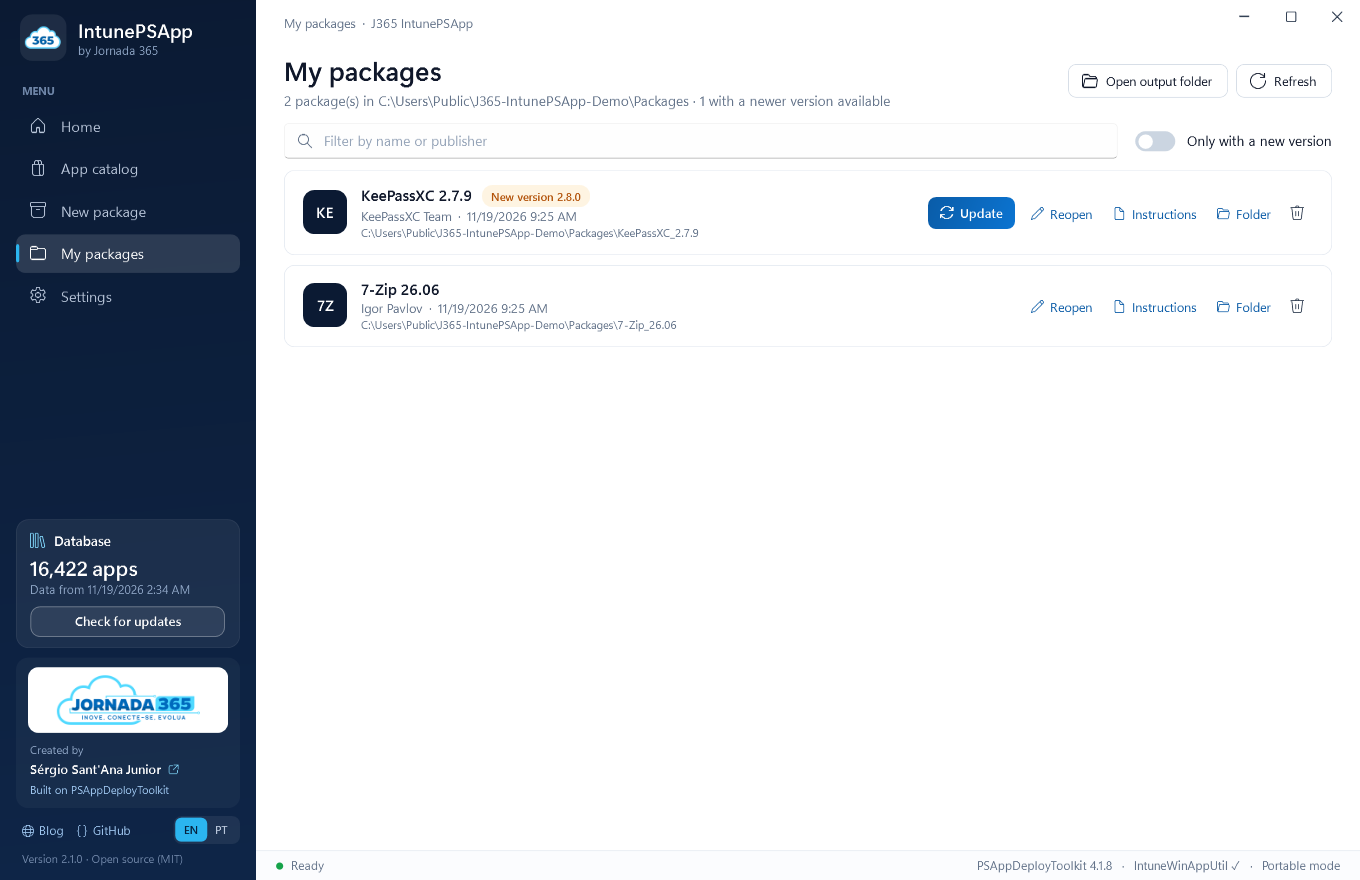 365
IntunePSApp
by Jornada 365
MENU
Home
App catalog
New package
My packages
Settings
Database
16,422 apps
Data from 11/19/2026 2:34 AM
Check for updates
JORNADA 365
INOVE. CONECTE-SE. EVOLUA
Created by
Sérgio Sant'Ana Junior
Built on PSAppDeployToolkit
Blog {} GitHub EN PT
Version 2.1.0 · Open source (MIT)
My packages · J365 IntunePSApp
My packages
2 package(s) in C:\Users\Public\J365-IntunePSApp-Demo\Packages · 1 with a newer version available
Open output folder Refresh
Filter by name or publisher
Only with a new version
KE
KeePassXC 2.7.9 New version 2.8.0
KeePassXC Team · 11/19/2026 9:25 AM
C:\Users\Public\J365-IntunePSApp-Demo\Packages\KeePassXC_2.7.9
Update Reopen Instructions Folder
7Z
7-Zip 26.06
Igor Pavlov · 11/19/2026 9:25 AM
C:\Users\Public\J365-IntunePSApp-Demo\Packages\7-Zip_26.06
Reopen Instructions Folder
Ready
PSAppDeployToolkit 4.1.8 · IntuneWinAppUtil ✓ · Portable mode